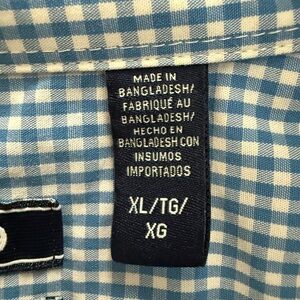 MADE IN
BANGLADESH/
FABRIQUÉ AU
BANGLADESH/
HECHO EN
BANGLADESH CON
INSUMOS
IMPORTADOS
XL/TG/
XG